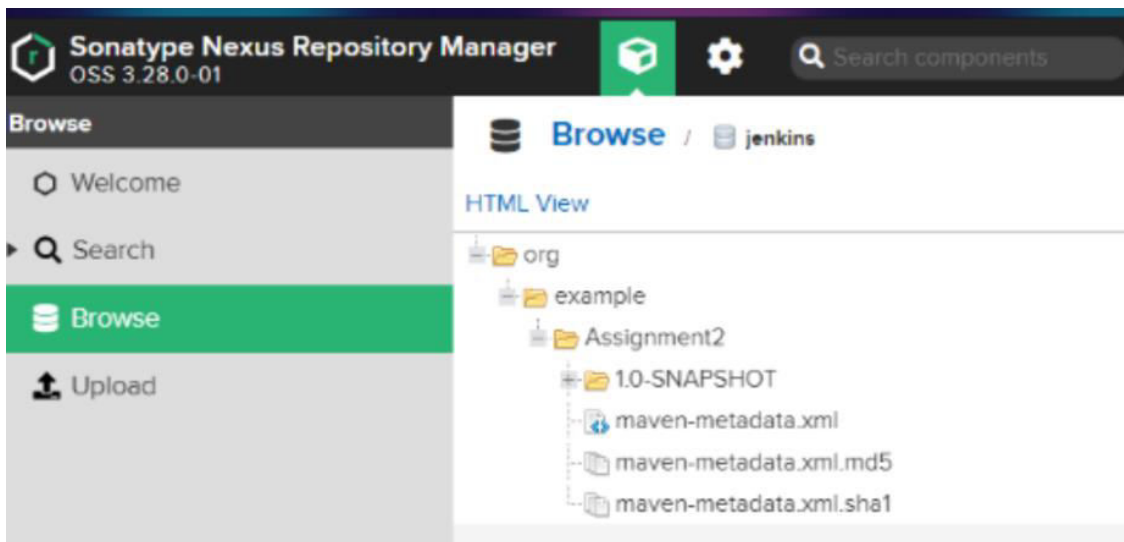 Sonatype Nexus Repository Manager
OSS 3.28.0-01
Search components
Browse
Welcome
Search
Browse
Upload
Browse / jenkins
HTML View
org
example
Assignment2
1.0-SNAPSHOT
maven-metadata.xml
maven-metadata.xml.md5
maven-metadata.xml.sha1